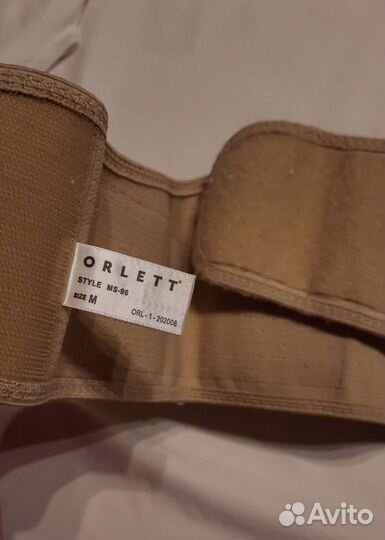 ORLETT
STYLE MS-96
SIZE M
ORL-1-202008
Avito